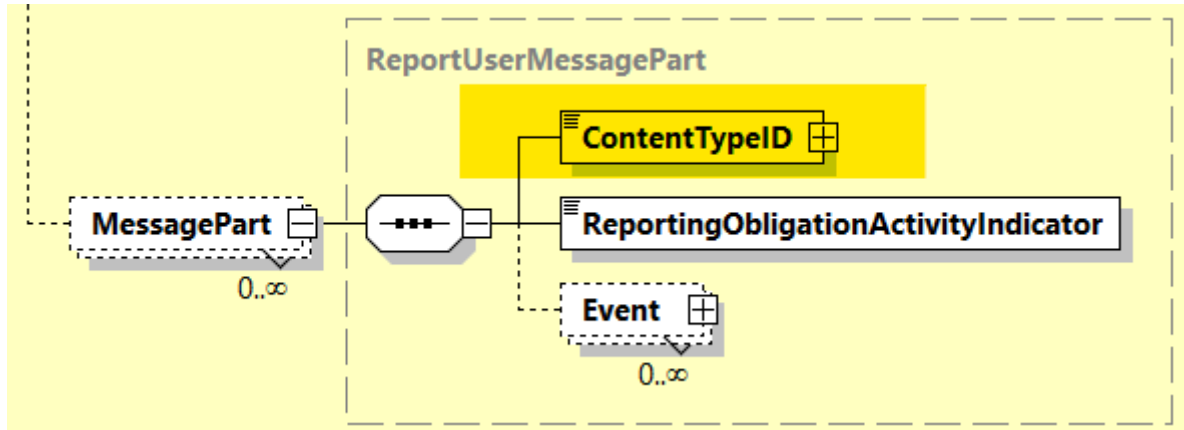 ReportUserMessagePart
ContentTypeID
MessagePart
ReportingObligationActivityIndicator
0..∞
Event
0..∞